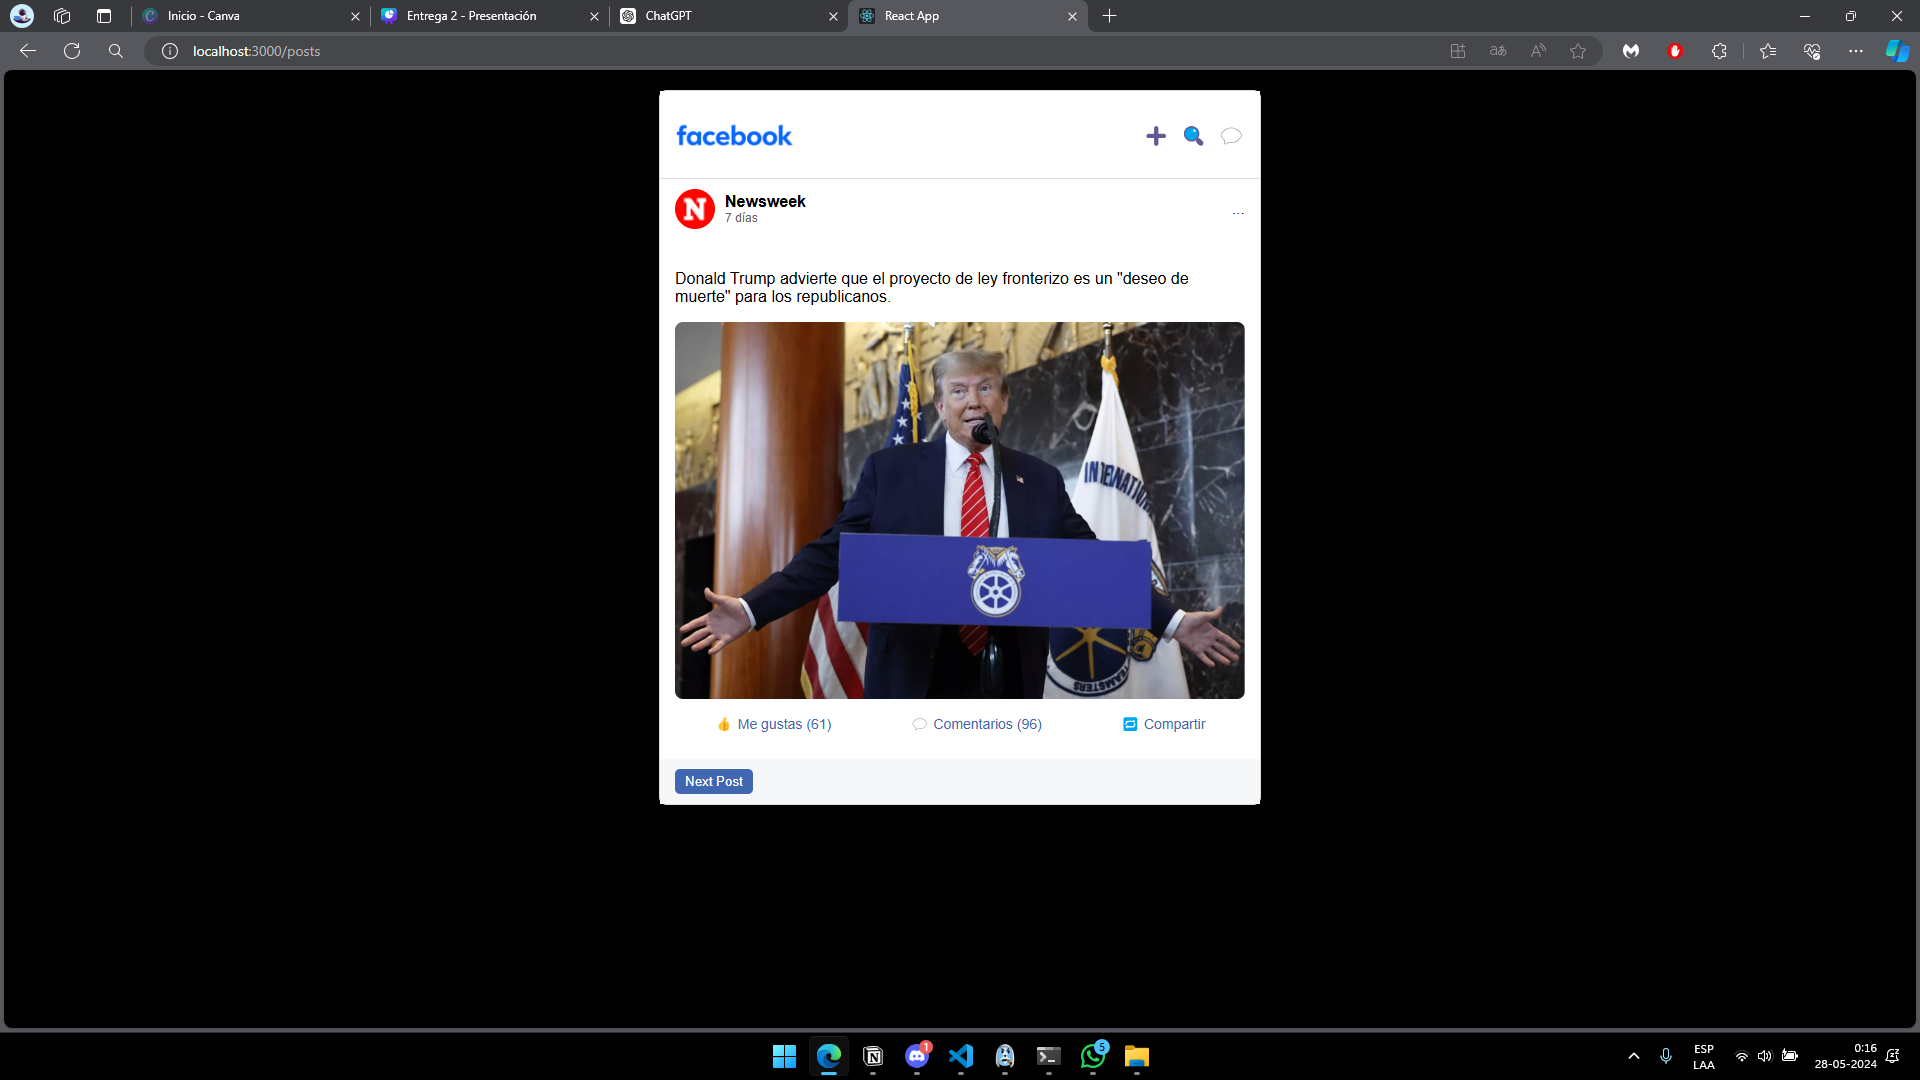 Inicio - Canva
Entrega 2 - Presentación
ChatGPT
React App
localhost:3000/posts
facebook
N Newsweek
7 días
...
Donald Trump advierte que el proyecto de ley fronterizo es un "deseo de
muerte" para los republicanos.
INTERNATIO
TEAMSTERS
Me gustas (61)
Comentarios (96)
Compartir
Next Post
1
5
ESP
LAA
0:16
28-05-2024